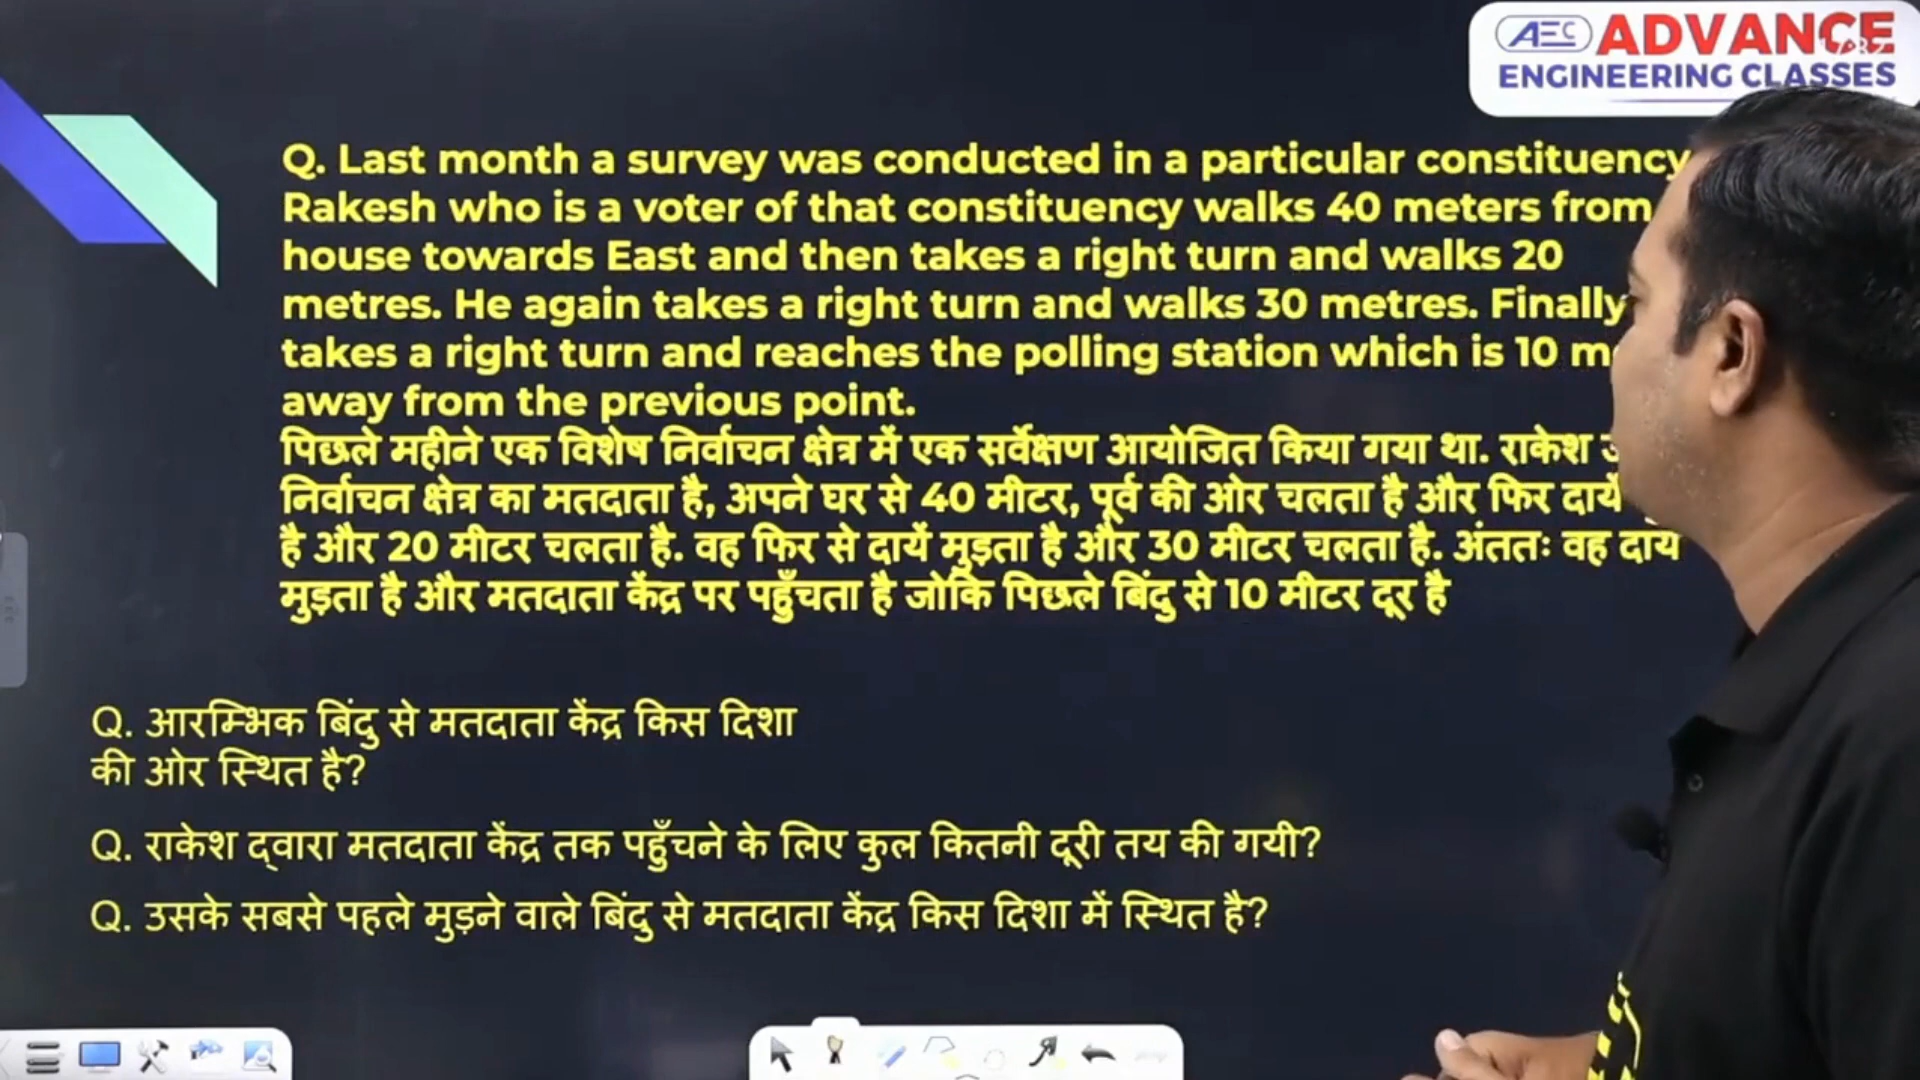 AEC ADVANCE
ENGINEERING CLASSES
Q. Last month a survey was conducted in a particular constituency
Rakesh who is a voter of that constituency walks 40 meters from
house towards East and then takes a right turn and walks 20
metres. He again takes a right turn and walks 30 metres. Finally
takes a right turn and reaches the polling station which is 10
away from the previous point.
पिछले महीने एक विशेष निर्वाचन क्षेत्र में एक सर्वेक्षण आयोजित किया गया था. राकेश
निर्वाचन क्षेत्र का मतदाता है, अपने घर से 40 मीटर, पूर्व की ओर चलता है और फिर दायें
है और 20 मीटर चलता है. वह फिर से दायें मुड़ता है और 30 मीटर चलता है. अंततः वह दायें
मुड़ता है और मतदाता केंद्र पर पहुँचता है जोकि पिछले बिंदु से 10 मीटर दूर है
Q. आरम्भिक बिंदु से मतदाता केंद्र किस दिशा
की ओर स्थित है?
Q. राकेश द्वारा मतदाता केंद्र तक पहुँचने के लिए कुल कितनी दूरी तय की गयी?
Q. उसके सबसे पहले मुड़ने वाले बिंदु से मतदाता केंद्र किस दिशा में स्थित है?